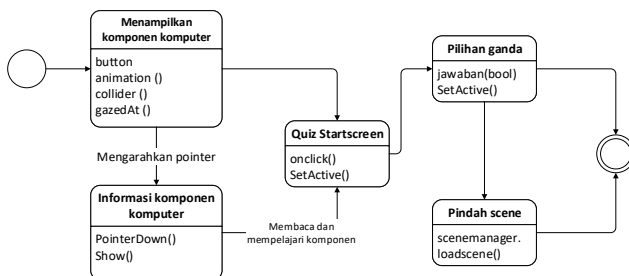 Menampilkan
komponen komputer
button
animation ()
collider ()
gazedAt ()
Mengarahkan pointer
Informasi komponen
komputer
PointerDown()
Show()
Membaca dan
mempelajari komponen
Quiz Startscreen
onclick()
SetActive()
Pilihan ganda
jawaban(bool)
SetActive()
Pindah scene
scenemanager.
loadscene()